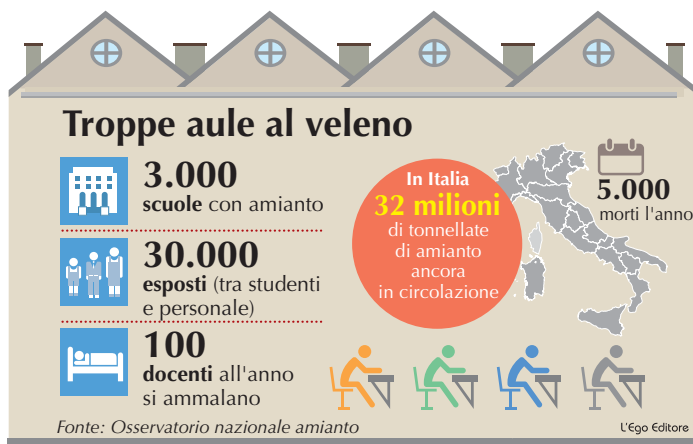 Troppe aule al veleno
3.000
scuole con amianto
30.000
esposti (tra studenti
e personale)
100
docenti all'anno
si ammalano
In Italia
32 milioni
di tonnellate
di amianto
ancora
in circolazione
5.000
morti l'anno
Fonte: Osservatorio nazionale amianto
L'Ego Editore